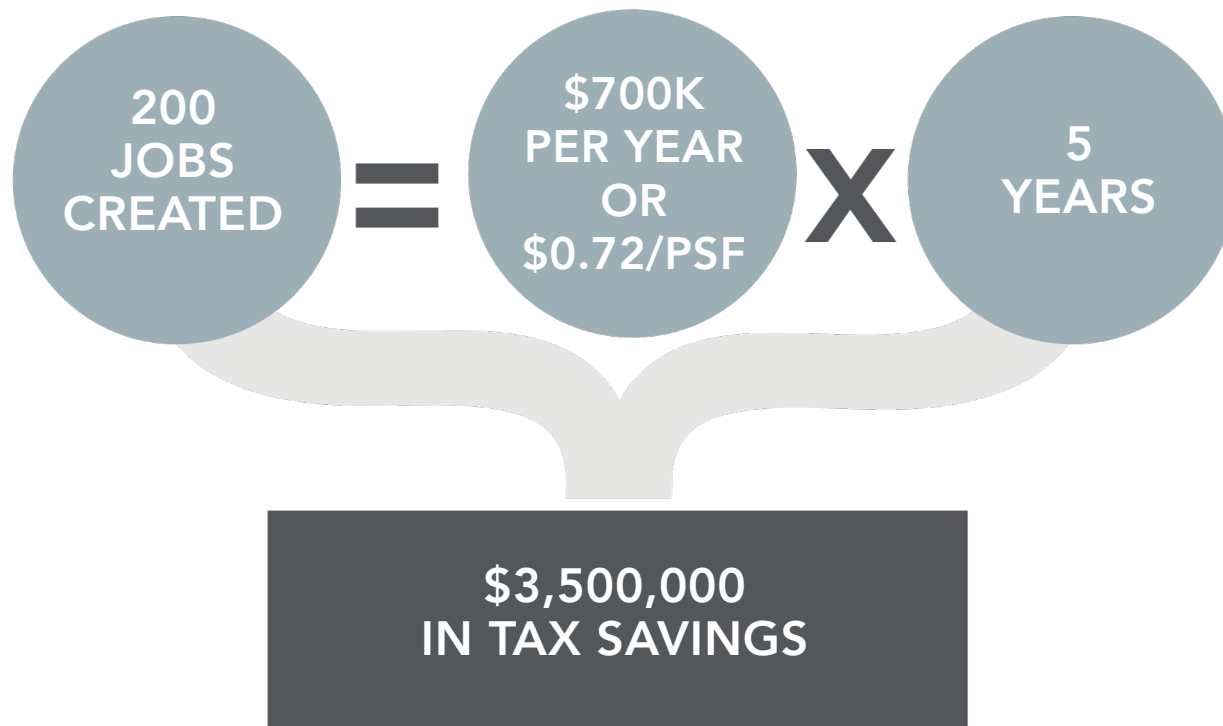 200
JOBS
CREATED
=
$700K
PER YEAR
OR
$0.72/PSF
X
5
YEARS
$3,500,000
IN TAX SAVINGS